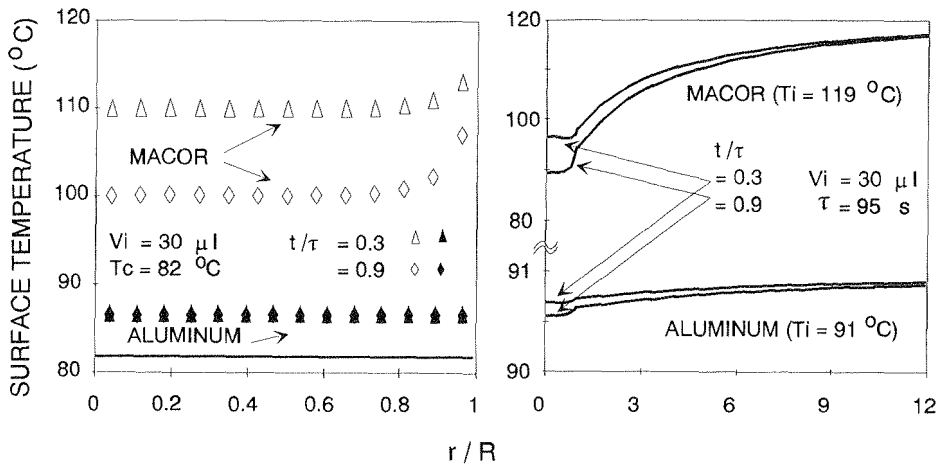 SURFACE TEMPERATURE (°C)
120
110
100
90
80
MACOR
Vi = 30 µl
Tc = 82 °C
t/τ = 0.3
= 0.9
ALUMINUM
0
0.2
0.4
0.6
0.8
1
120
100
80
91
90
MACOR (Ti = 119 °C)
t/τ
= 0.3
= 0.9
Vi = 30 µl
τ = 95 s
ALUMINUM (Ti = 91 °C)
0
3
6
9
12
r / R